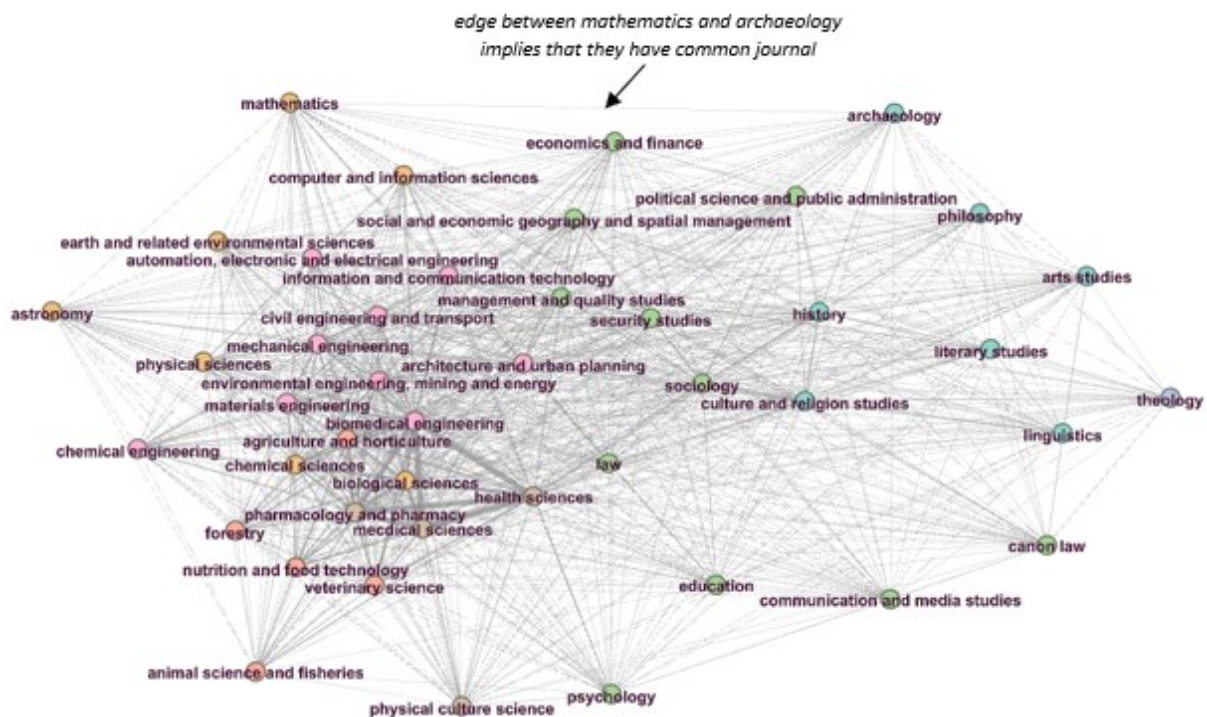 edge between mathematics and archaeology
implies that they have common journal
mathematics
archaeology
economics and finance
computer and information sciences
political science and public administration
social and economic geography and spatial management
philosophy
earth and related environmental sciences
automation, electronic and electrical engineering
information and communication technology
arts studies
management and quality studies
astronomy
civil engineering and transport
security studies
history
mechanical engineering
literary studies
physical sciences
architecture and urban planning
environmental engineering, mining and energy
sociology
theology
materials engineering
culture and religion studies
biomedical engineering
linguistics
agriculture and horticulture
chemical engineering
chemical sciences
law
biological sciences
health sciences
pharmacology and pharmacy
forestry
mecdical sciences
canon law
nutrition and food technology
veterinary science
education
communication and media studies
animal science and fisheries
psychology
physical culture science